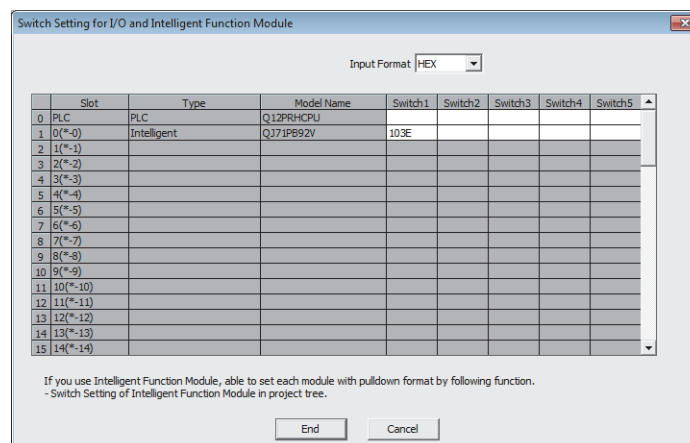 Switch Setting for I/O and Intelligent Function Module
Input Format HEX
Slot Type Model Name Switch1 Switch2 Switch3 Switch4 Switch5
0 PLC PLC Q12PRHCPU
1 0(*-0) Intelligent QJ71PB92V 103E
2 1(*-1)
3 2(*-2)
4 3(*-3)
5 4(*-4)
6 5(*-5)
7 6(*-6)
8 7(*-7)
9 8(*-8)
10 9(*-9)
11 10(*-10)
12 11(*-11)
13 12(*-12)
14 13(*-13)
15 14(*-14)
If you use Intelligent Function Module, able to set each module with pulldown format by following function.
- Switch Setting of Intelligent Function Module in project tree.
End Cancel